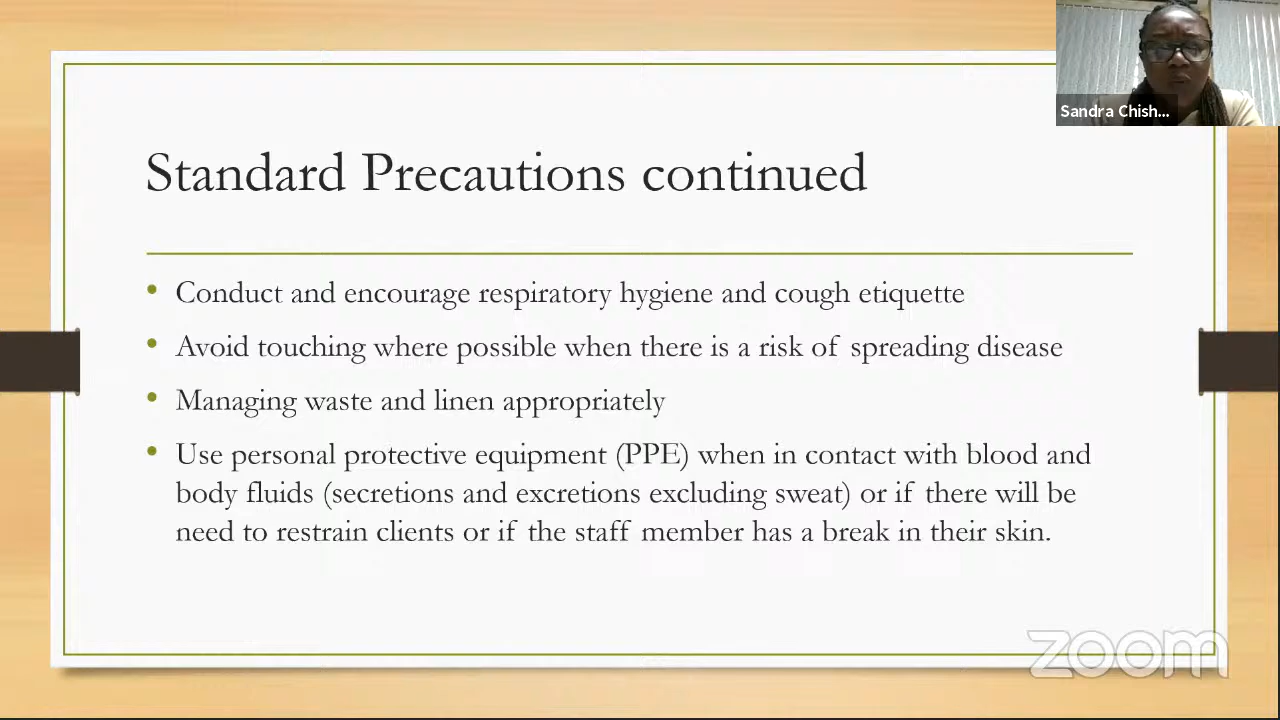 Sandra Chish...
Standard Precautions continued
• Conduct and encourage respiratory hygiene and cough etiquette
• Avoid touching where possible when there is a risk of spreading disease
• Managing waste and linen appropriately
• Use personal protective equipment (PPE) when in contact with blood and
body fluids (secretions and excretions excluding sweat) or if there will be
need to restrain clients or if the staff member has a break in their skin.
zoom